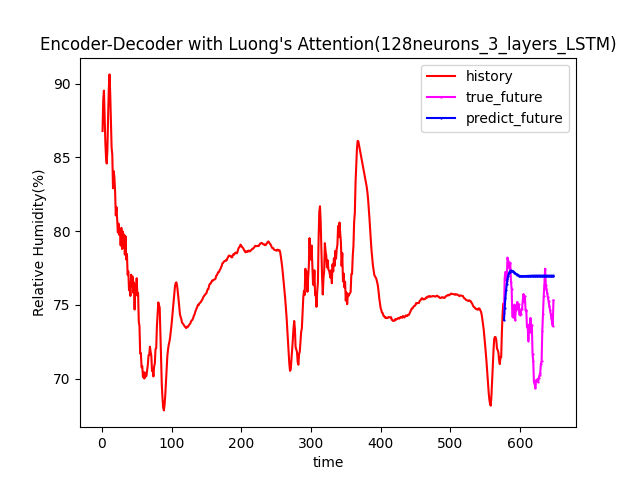 Encoder-Decoder with Luong's Attention(128neurons_3_layers_LSTM)
history
true_future
predict_future
Relative Humidity(%)
90
85
80
75
70
0 100 200 300 400 500 600
time